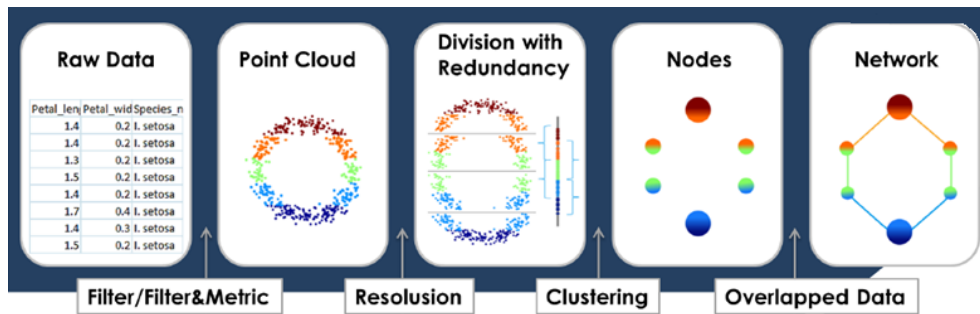 Raw Data
Point Cloud
Division with
Redundancy
Nodes
Network
Petal_leng Petal_wid Species_n
1.4 0.2 I. setosa
1.4 0.2 I. setosa
1.3 0.2 I. setosa
1.5 0.2 I. setosa
1.4 0.2 I. setosa
1.7 0.4 I. setosa
1.4 0.3 I. setosa
1.5 0.2 I. setosa
Filter/Filter&Metric
Resolusion
Clustering
Overlapped Data